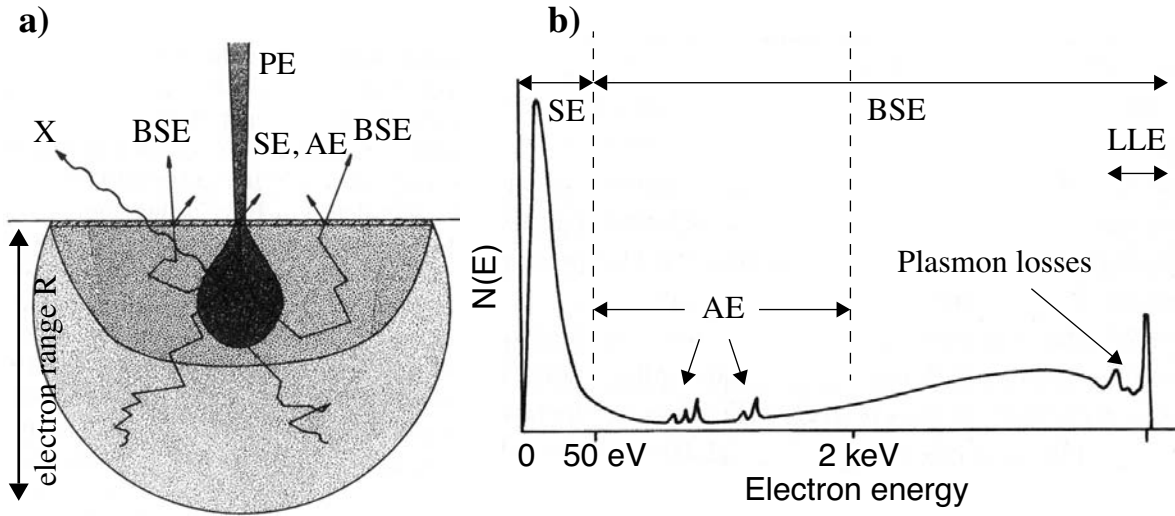 a)
PE
X
BSE
SE, AE
BSE
electron range R
b)
SE
BSE
LLE
Plasmon losses
AE
N(E)
0
50 eV
2 keV
Electron energy